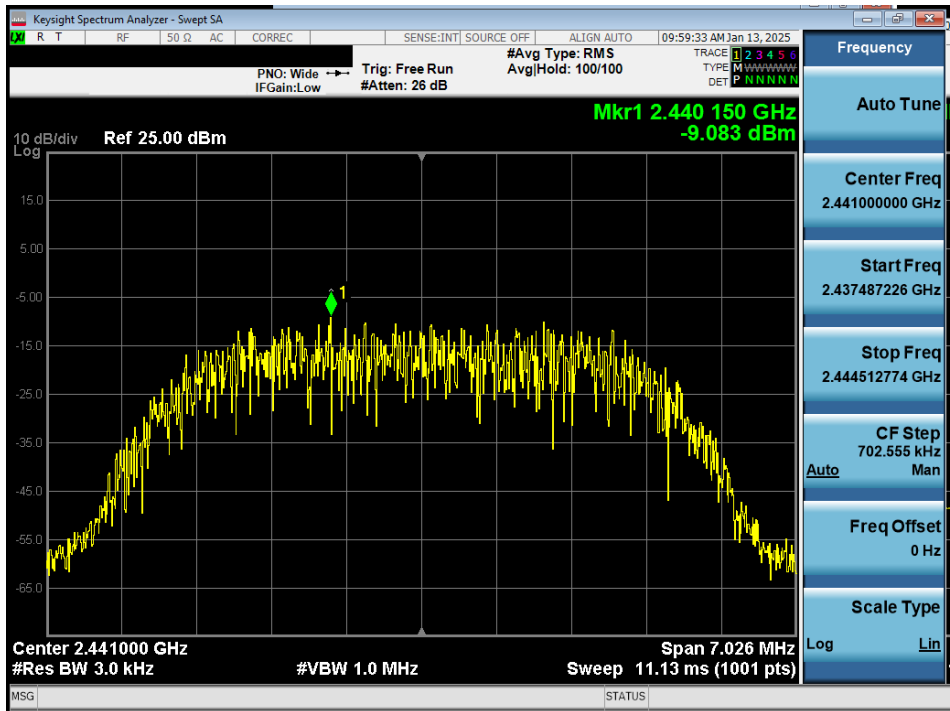 Keysight Spectrum Analyzer - Swept SA
LXI R T RF 50 Ω AC CORREC SENSE:INT SOURCE OFF ALIGN AUTO 09:59:33 AM Jan 13, 2025
PNO: Wide
IFGain:Low
Trig: Free Run
#Atten: 26 dB
#Avg Type: RMS
Avg|Hold: 100/100
TRACE 1 2 3 4 5 6
TYPE M W W W W W
DET P N N N N N
Mkr1 2.440 150 GHz
-9.083 dBm
10 dB/div Ref 25.00 dBm
Log
15.0
5.00
-5.00
-15.0
-25.0
-35.0
-45.0
-55.0
-65.0
1
Center 2.441000 GHz Span 7.026 MHz
#Res BW 3.0 kHz #VBW 1.0 MHz Sweep 11.13 ms (1001 pts)
MSG STATUS
Frequency
Auto Tune
Center Freq
2.441000000 GHz
Start Freq
2.437487226 GHz
Stop Freq
2.444512774 GHz
CF Step
702.555 kHz
Auto Man
Freq Offset
0 Hz
Scale Type
Log Lin